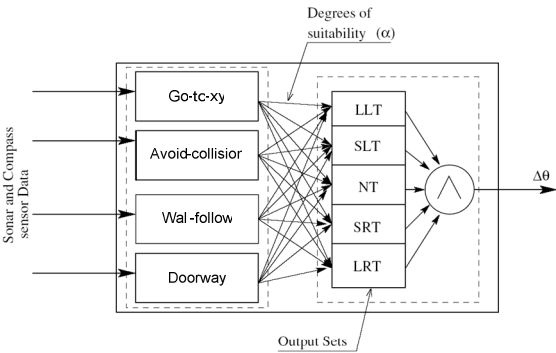 Degrees of
suitability (α)
Sonar and Compass
sensor Data
Go-tc-xy
Avoid-collisior
Wal-follow
Doorway
LLT
SLT
NT
SRT
LRT
Λ
Δθ
Output Sets